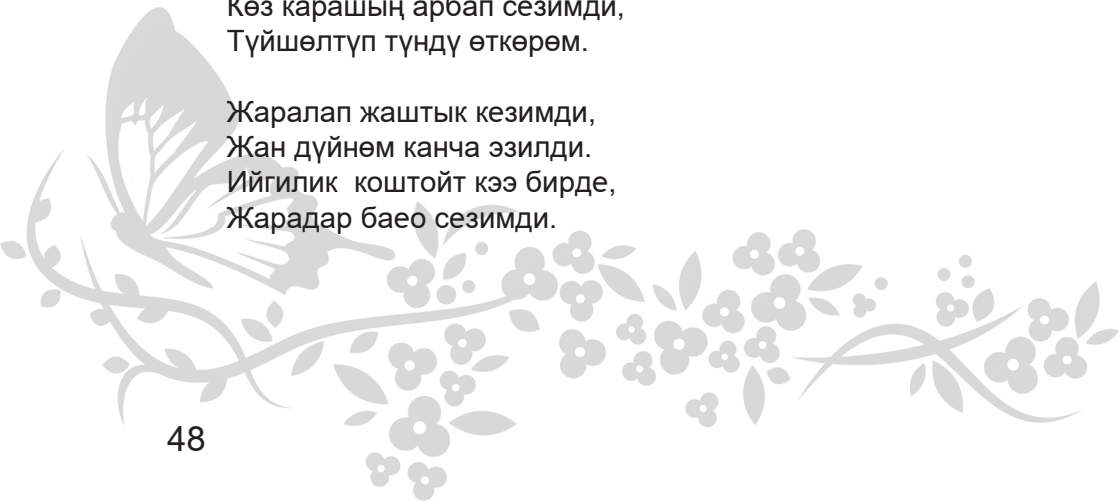 Көз карашың арбап сезимди,
Түйшөлтүп түндү өткөрөм.
Жаралап жаштык кезимди,
Жан дүйнөм канча эзилди.
Ийгилик  коштойт кээ бирде,
Жарадар баео сезимди.
48